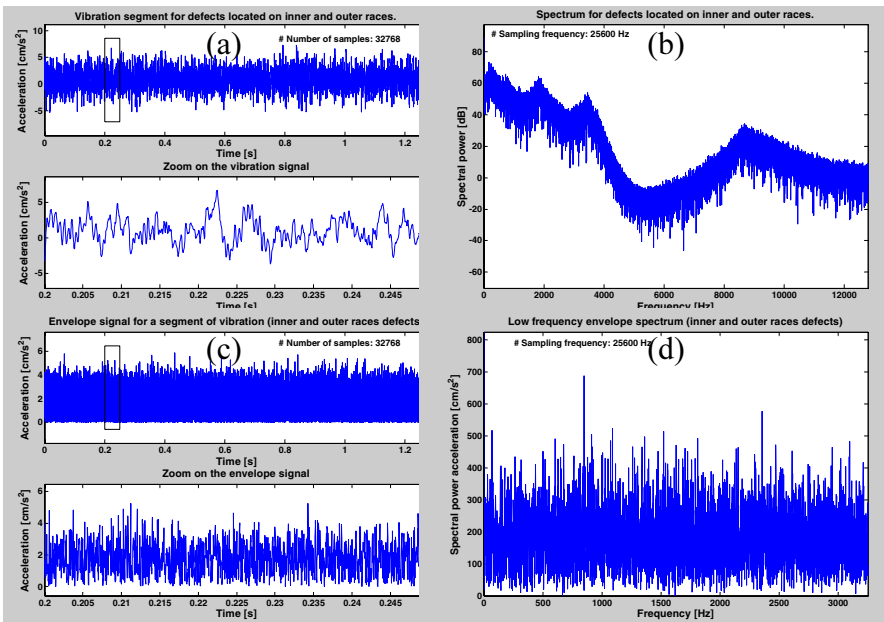 Vibration segment for defects located on inner and outer races.
(a)
# Number of samples: 32768
Acceleration [cm/s²]
10
5
0
-5
0 0.2 0.4 0.6 0.8 1 1.2
Time [s]
Zoom on the vibration signal
Acceleration [cm/s²]
5
0
-5
0.2 0.205 0.21 0.215 0.22 0.225 0.23 0.235 0.24 0.245
Time [s]
Spectrum for defects located on inner and outer races.
# Sampling frequency: 25600 Hz
(b)
Spectral power [dB]
80
60
40
20
0
-20
-40
-60
0 2000 4000 6000 8000 10000 12000
Frequency [Hz]
Envelope signal for a segment of vibration (inner and outer races defects
(c)
# Number of samples: 32768
Acceleration [cm/s²]
6
4
2
0
0 0.2 0.4 0.6 0.8 1 1.2
Time [s]
Zoom on the envelope signal
Acceleration [cm/s²]
6
4
2
0
0.2 0.205 0.21 0.215 0.22 0.225 0.23 0.235 0.24 0.245
Time [s]
Low frequency envelope spectrum (inner and outer races defects)
# Sampling frequency: 25600 Hz
(d)
Spectral power acceleration [cm/s²]
800
700
600
500
400
300
200
100
0
0 500 1000 1500 2000 2500 3000
Frequency [Hz]